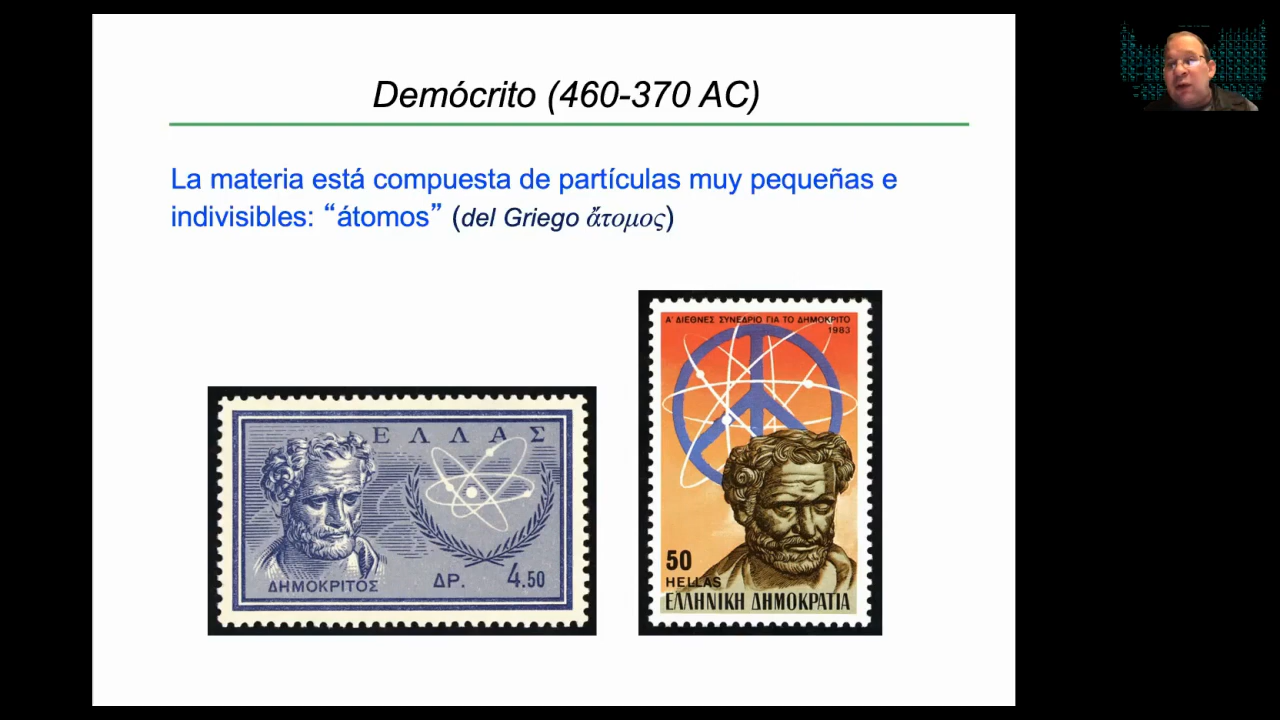 Demócrito (460-370 AC)
La materia está compuesta de partículas muy pequeñas e
indivisibles: “átomos” (del Griego ἄτομος)
ΕΛΛΑΣ
ΔΗΜΟΚΡΙΤΟΣ
ΔΡ. 4.50
Α' ΔΙΕΘΝΕΣ ΣΥΝΕΔΡΙΟ ΓΙΑ ΤΟ ΔΗΜΟΚΡΙΤΟ
1983
50
HELLAS
ΕΛΛΗΝΙΚΗ ΔΗΜΟΚΡΑΤΙΑ